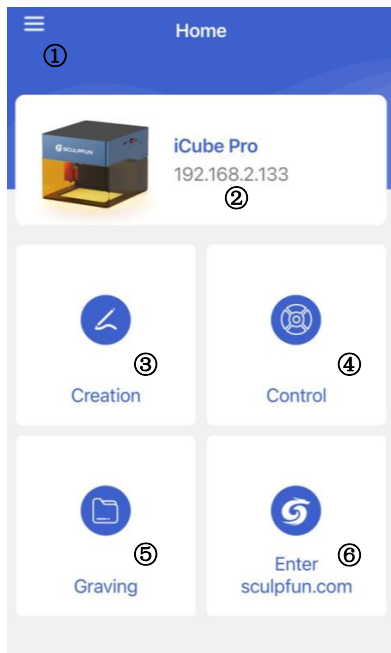 Home
①
SCULPFUN
iCube Pro
192.168.2.133
②
③
Creation
④
Control
⑤
Graving
⑥
Enter
sculpfun.com